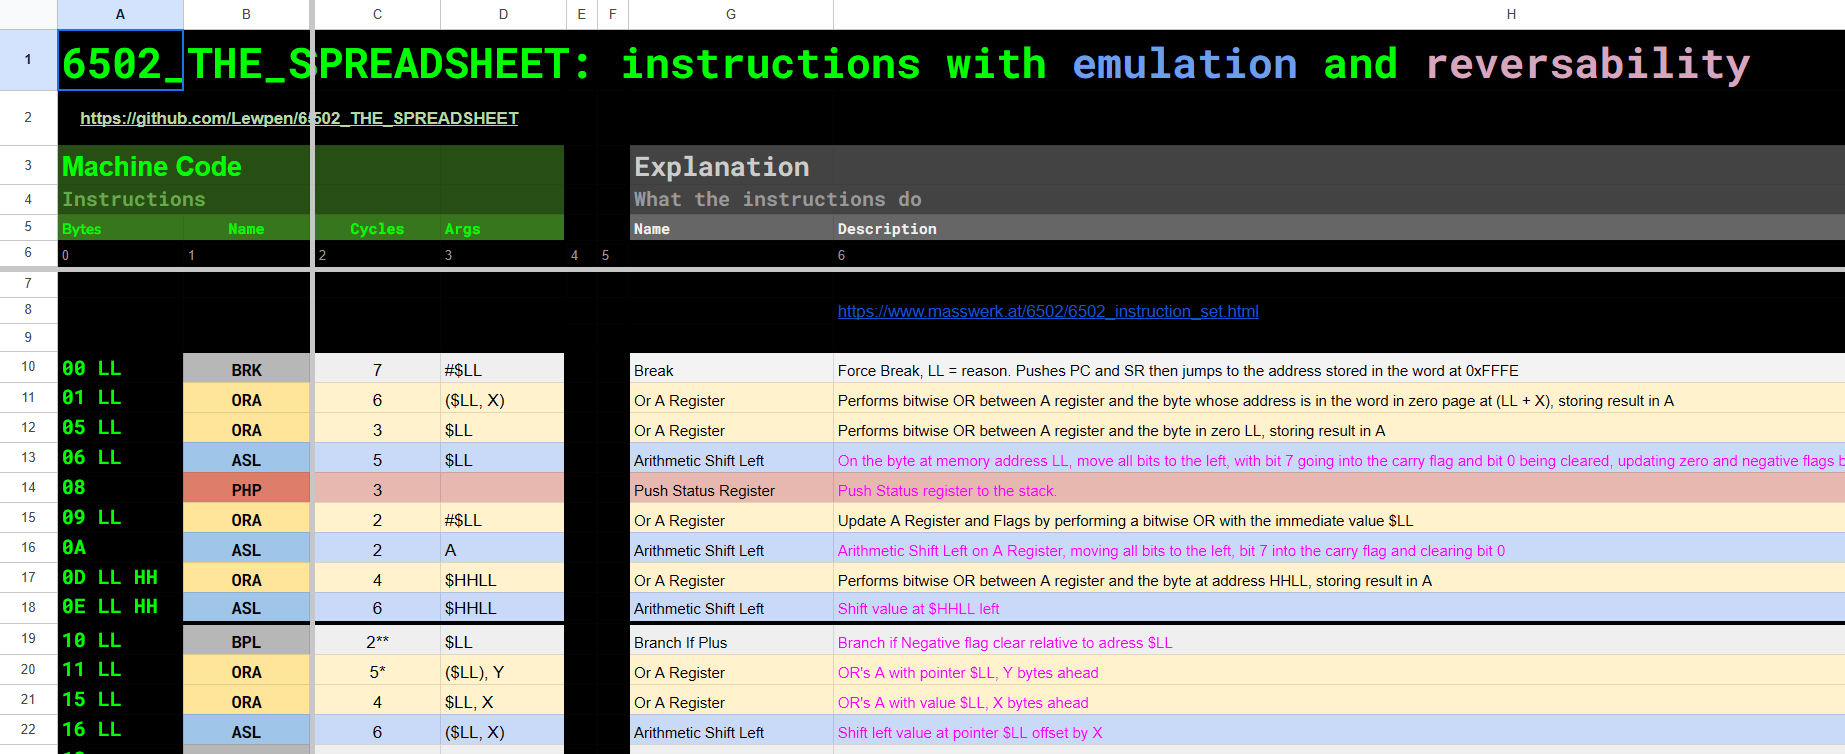 A B C D E F G H
1 6502_THE_SPREADSHEET: instructions with emulation and reversability
2 https://github.com/Lewpen/6502_THE_SPREADSHEET
3 Machine Code Explanation
4 Instructions What the instructions do
5 Bytes Name Cycles Args Name Description
6 0 1 2 3 4 5 6
7
8 https://www.masswerk.at/6502/6502_instruction_set.html
9
10 00 LL BRK 7 #$LL Break Force Break, LL = reason. Pushes PC and SR then jumps to the address stored in the word at 0xFFFE
11 01 LL ORA 6 ($LL, X) Or A Register Performs bitwise OR between A register and the byte whose address is in the word in zero page at (LL + X), storing result in A
12 05 LL ORA 3 $LL Or A Register Performs bitwise OR between A register and the byte in zero LL, storing result in A
13 06 LL ASL 5 $LL Arithmetic Shift Left On the byte at memory address LL, move all bits to the left, with bit 7 going into the carry flag and bit 0 being cleared, updating zero and negative flags
14 08 PHP 3 Push Status Register Push Status register to the stack.
15 09 LL ORA 2 #$LL Or A Register Update A Register and Flags by performing a bitwise OR with the immediate value $LL
16 0A ASL 2 A Arithmetic Shift Left Arithmetic Shift Left on A Register, moving all bits to the left, bit 7 into the carry flag and clearing bit 0
17 0D LL HH ORA 4 $HHLL Or A Register Performs bitwise OR between A register and the byte at address HHLL, storing result in A
18 0E LL HH ASL 6 $HHLL Arithmetic Shift Left Shift value at $HHLL left
19 10 LL BPL 2** $LL Branch If Plus Branch if Negative flag clear relative to adress $LL
20 11 LL ORA 5* ($LL), Y Or A Register OR's A with pointer $LL, Y bytes ahead
21 15 LL ORA 4 $LL, X Or A Register OR's A with value $LL, X bytes ahead
22 16 LL ASL 6 ($LL, X) Arithmetic Shift Left Shift left value at pointer $LL offset by X